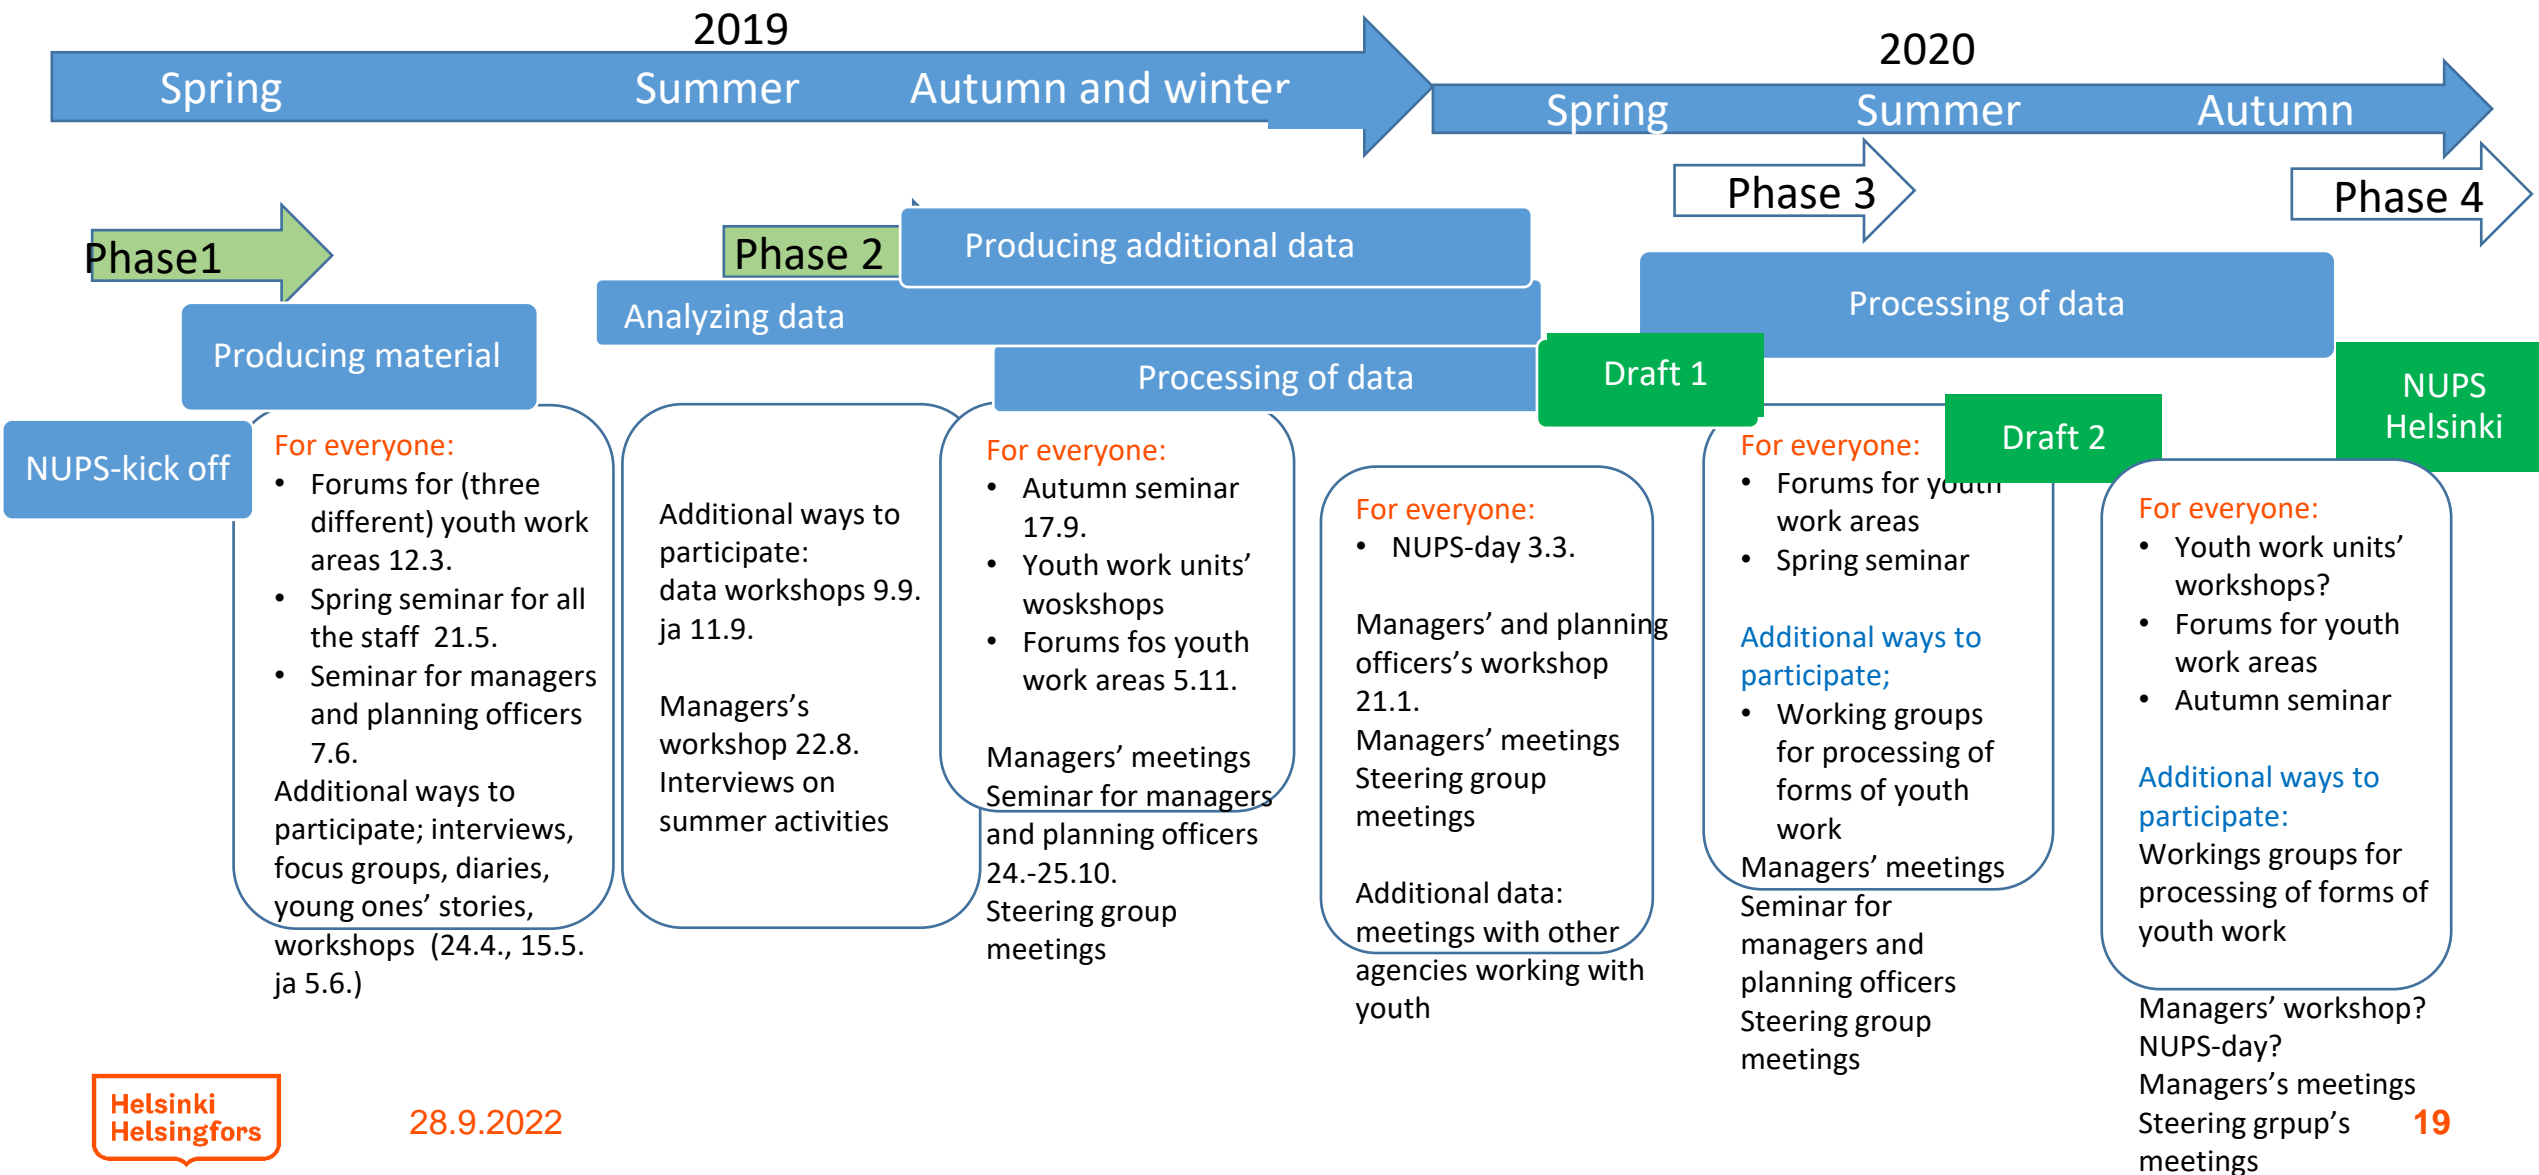 2019
2020
Spring
Summer
Autumn and winter
Spring
Summer
Autumn
Phase1
Phase 2
Phase 3
Phase 4
Producing additional data
Analyzing data
Processing of data
Producing material
Processing of data
Draft 1
Draft 2
NUPS
Helsinki
NUPS-kick off
For everyone:
• Forums for (three
different) youth work
areas 12.3.
• Spring seminar for all
the staff 21.5.
• Seminar for managers
and planning officers
7.6.
Additional ways to
participate; interviews,
focus groups, diaries,
young ones’ stories,
workshops (24.4., 15.5.
ja 5.6.)
Additional ways to
participate:
data workshops 9.9.
ja 11.9.
Managers’s
workshop 22.8.
Interviews on
summer activities
For everyone:
• Autumn seminar
17.9.
• Youth work units’
woskshops
• Forums fos youth
work areas 5.11.
Managers’ meetings
Seminar for managers
and planning officers
24.-25.10.
Steering group
meetings
For everyone:
• NUPS-day 3.3.
Managers’ and planning
officers’s workshop
21.1.
Managers’ meetings
Steering group
meetings
Additional data:
meetings with other
agencies working with
youth
For everyone:
• Forums for youth
work areas
• Spring seminar
Additional ways to
participate;
• Working groups
for processing of
forms of youth
work
Managers’ meetings
Seminar for
managers and
planning officers
Steering group
meetings
For everyone:
• Youth work units’
workshops?
• Forums for youth
work areas
• Autumn seminar
Additional ways to
participate:
Workings groups for
processing of forms of
youth work
Managers’ workshop?
NUPS-day?
Managers’s meetings
Steering grpup’s
meetings
Helsinki
Helsingfors
28.9.2022
19